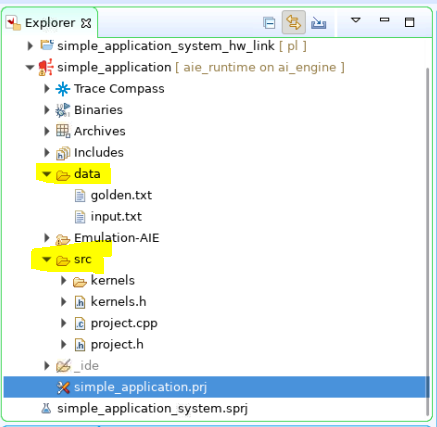 Explorer
simple_application_system_hw_link [ pl ]
simple_application [ aie_runtime on ai_engine ]
Trace Compass
Binaries
Archives
Includes
data
golden.txt
input.txt
Emulation-AIE
src
kernels
kernels.h
project.cpp
project.h
_ide
simple_application.prj
simple_application_system.sprj